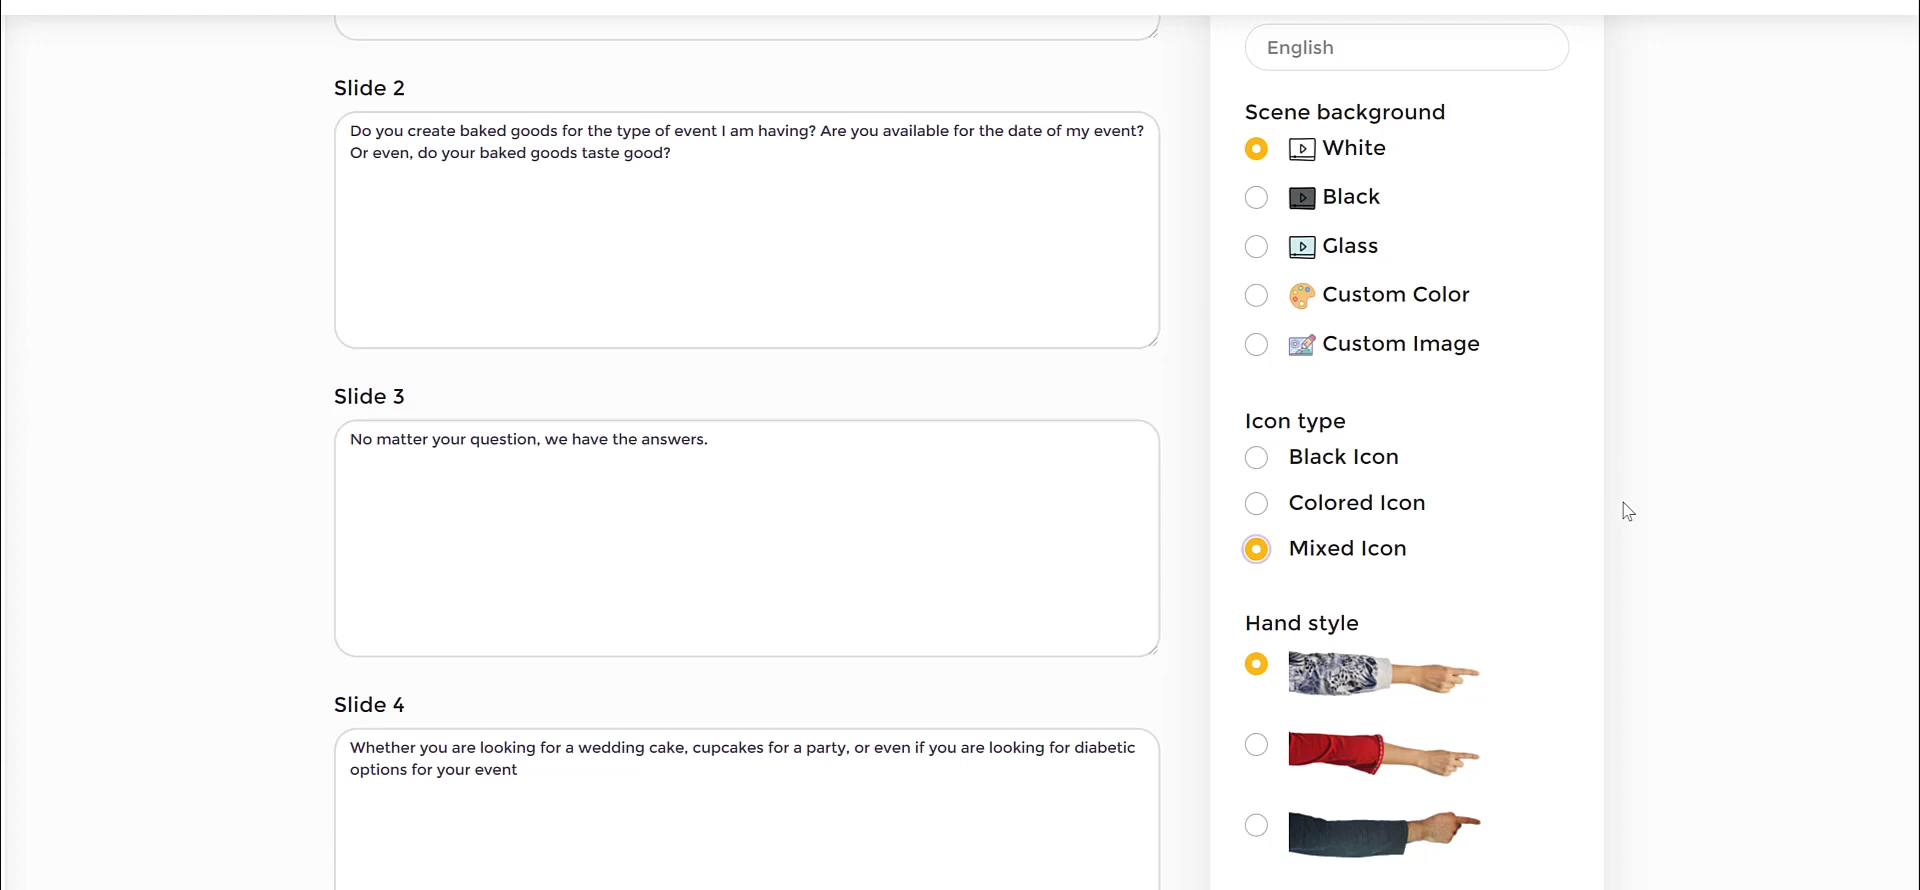 Slide 2
Do you create baked goods for the type of event I am having? Are you available for the date of my event?
Or even, do your baked goods taste good?
Slide 3
No matter your question, we have the answers.
Slide 4
Whether you are looking for a wedding cake, cupcakes for a party, or even if you are looking for diabetic
options for your event
English
Scene background
White
Black
Glass
Custom Color
Custom Image
Icon type
Black Icon
Colored Icon
Mixed Icon
Hand style